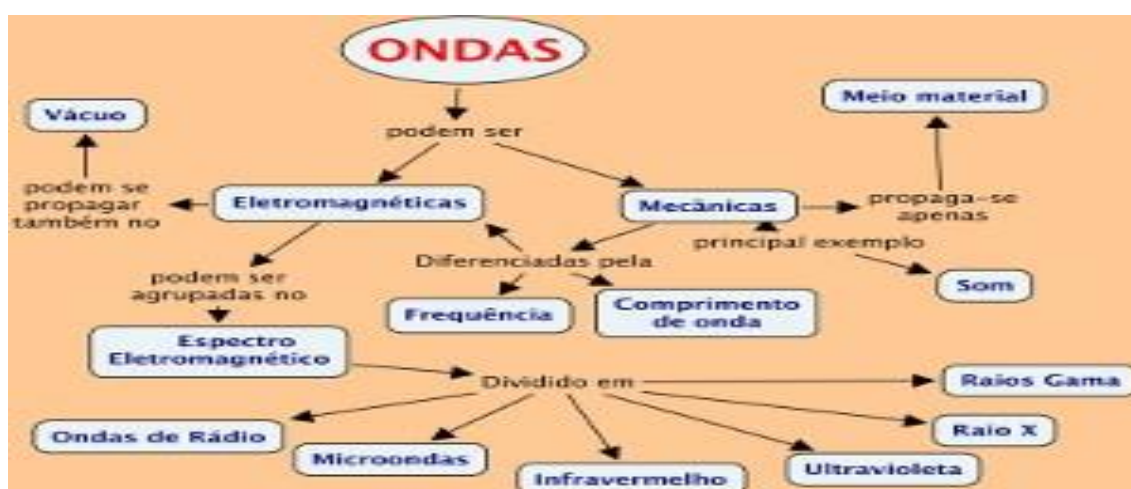 ONDAS
Vácuo
Meio material
podem ser
podem se
propagar
também no
Eletromagnéticas
Mecânicas
propaga-se
apenas
principal exemplo
Diferenciadas pela
podem ser
agrupadas no
Som
Frequência
Comprimento
de onda
Espectro
Eletromagnético
Dividido em
Raios Gama
Ondas de Rádio
Raio X
Microondas
Ultravioleta
Infravermelho